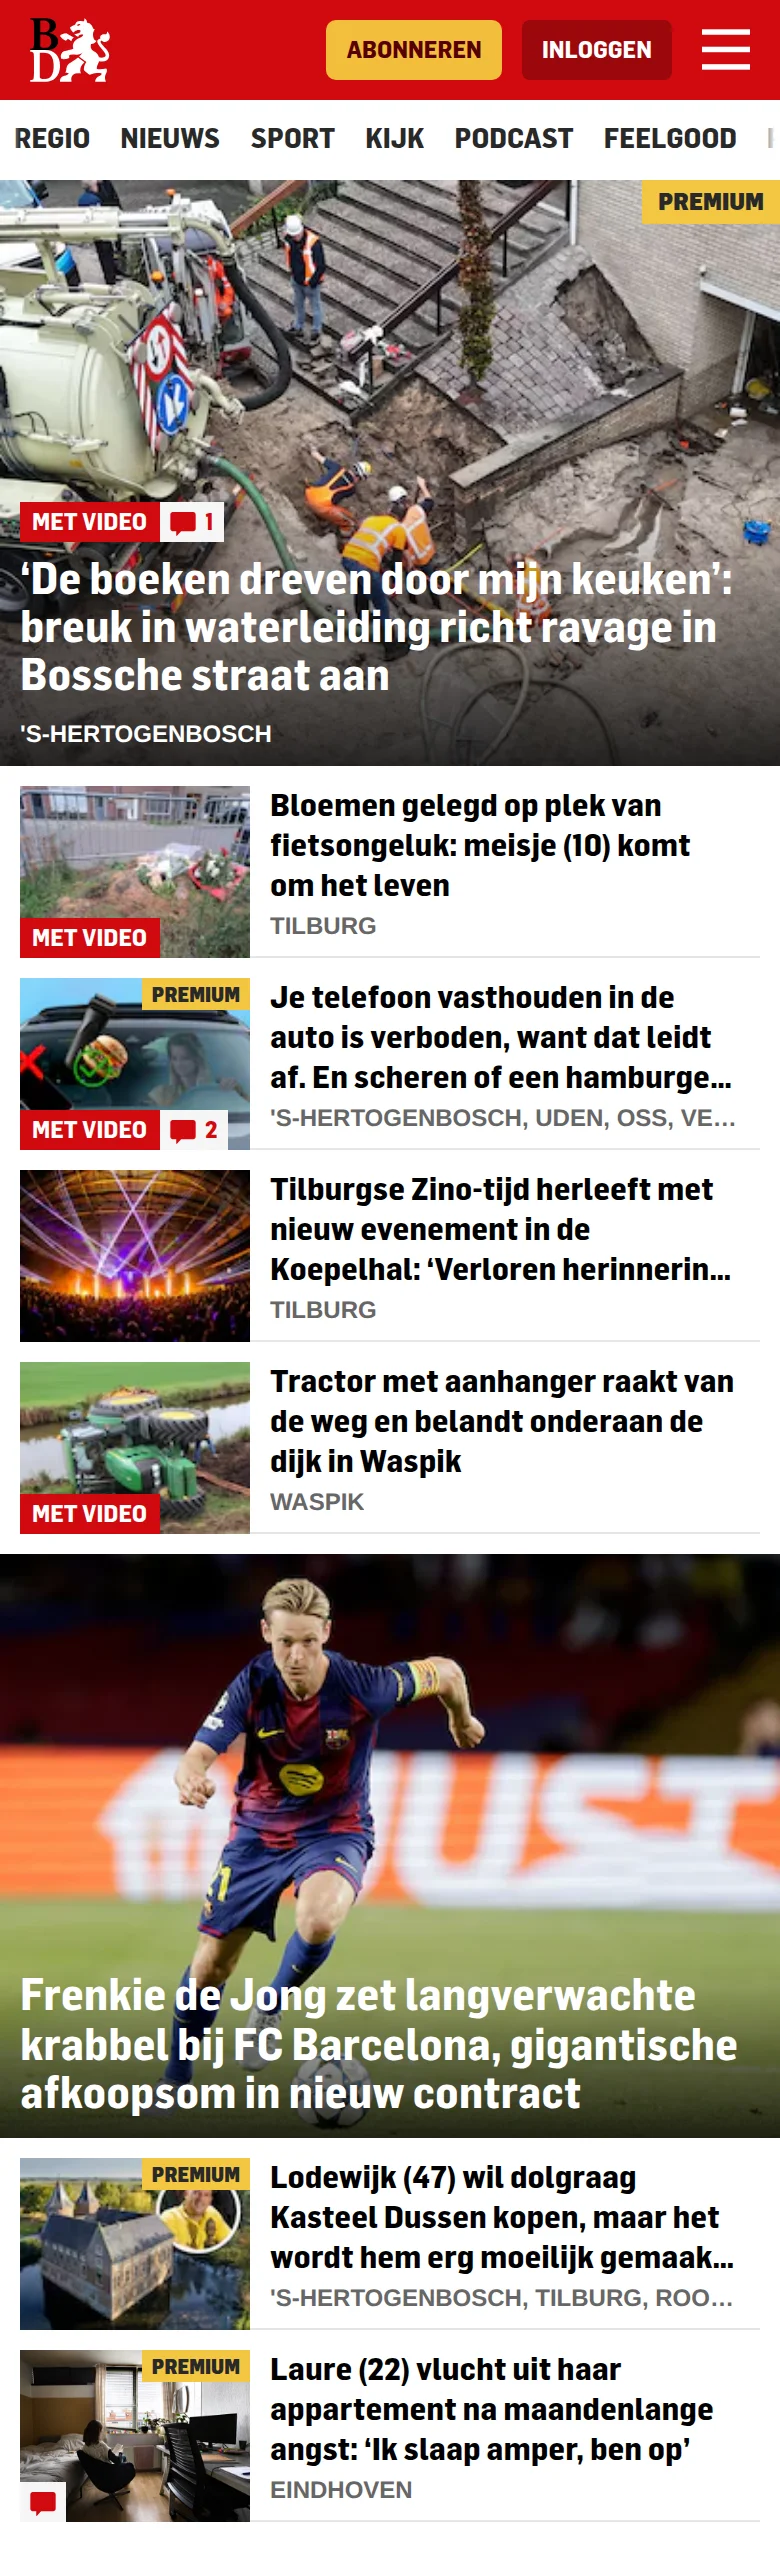 BD
ABONNEREN
INLOGGEN
REGIO NIEUWS SPORT KIJK PODCAST FEELGOOD
PREMIUM
MET VIDEO 1
‘De boeken dreven door mijn keuken’:
breuk in waterleiding richt ravage in
Bossche straat aan
'S-HERTOGENBOSCH
Bloemen gelegd op plek van
fietsongeluk: meisje (10) komt
om het leven
TILBURG
MET VIDEO
PREMIUM
Je telefoon vasthouden in de
auto is verboden, want dat leidt
af. En scheren of een hamburge...
'S-HERTOGENBOSCH, UDEN, OSS, VE...
MET VIDEO 2
Tilburgse Zino-tijd herleeft met
nieuw evenement in de
Koepelhal: ‘Verloren herinnerin...
TILBURG
Tractor met aanhanger raakt van
de weg en belandt onderaan de
dijk in Waspik
WASPIK
MET VIDEO
UST
21
Frenkie de Jong zet langverwachte
krabbel bij FC Barcelona, gigantische
afkoopsom in nieuw contract
PREMIUM
Lodewijk (47) wil dolgraag
Kasteel Dussen kopen, maar het
wordt hem erg moeilijk gemaak...
'S-HERTOGENBOSCH, TILBURG, ROO...
PREMIUM
Laure (22) vlucht uit haar
appartement na maandenlange
angst: ‘Ik slaap amper, ben op’
EINDHOVEN